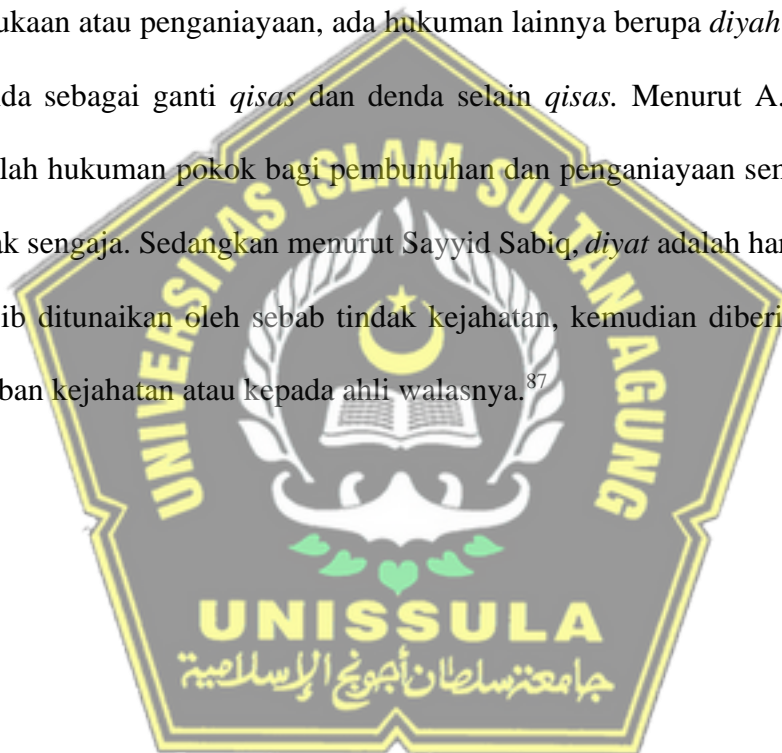 ukaan atau penganiayaan, ada hukuman lainnya berupa diyah
da sebagai ganti qisas dan denda selain qisas. Menurut A.
lah hukuman pokok bagi pembunuhan dan penganiayaan sen
ak sengaja. Sedangkan menurut Sayyid Sabiq, diyat adalah har
ib ditunaikan oleh sebab tindak kejahatan, kemudian diberi
ban kejahatan atau kepada ahli walasnya.87
UNIVERSITAS ISLAM SULTAN AGUNG
UNISSULA
جامعننسلطان أجونج الإسلامية